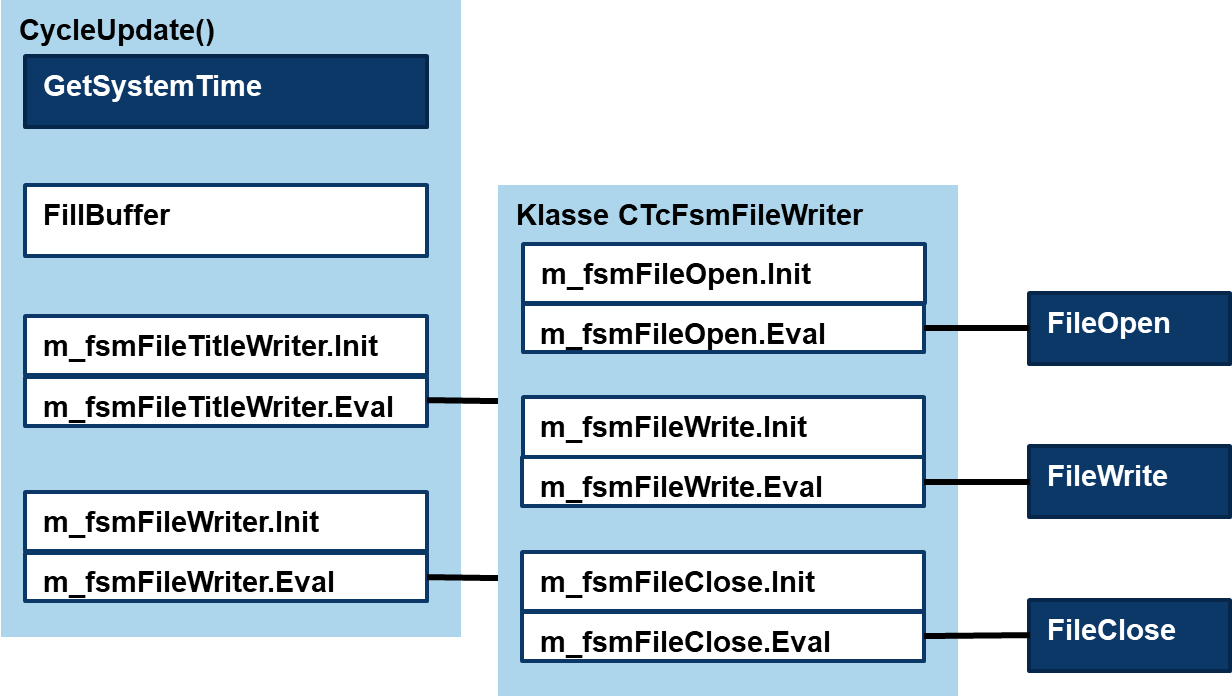 CycleUpdate()
GetSystemTime
FillBuffer
m_fsmFileTitleWriter.Init
m_fsmFileTitleWriter.Eval
m_fsmFileWriter.Init
m_fsmFileWriter.Eval
Klasse CTcFsmFileWriter
m_fsmFileOpen.Init
m_fsmFileOpen.Eval
m_fsmFileWrite.Init
m_fsmFileWrite.Eval
m_fsmFileClose.Init
m_fsmFileClose.Eval
FileOpen
FileWrite
FileClose